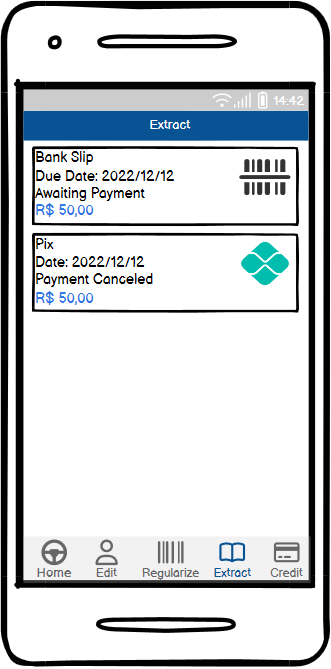 14:42
Extract
Bank Slip
Due Date: 2022/12/12
Awaiting Payment
R$ 50,00
Pix
Date: 2022/12/12
Payment Canceled
R$ 50,00
Home Edit Regularize Extract Credit